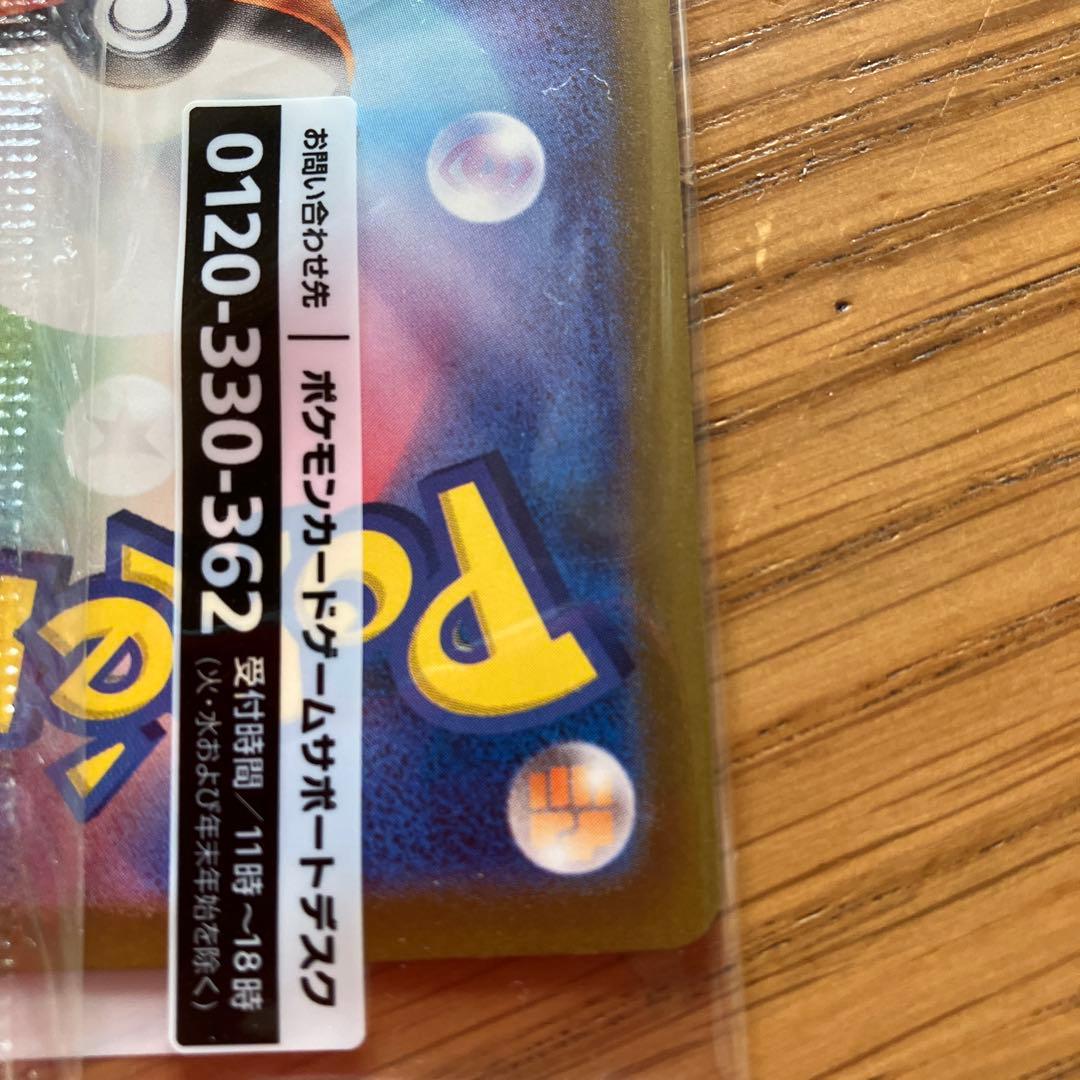 お問い合わせ先｜ポケモンカードゲームサポートデスク
0120-330-362 受付時間／11時～18時
（火・水および年末年始を除く）
Poké